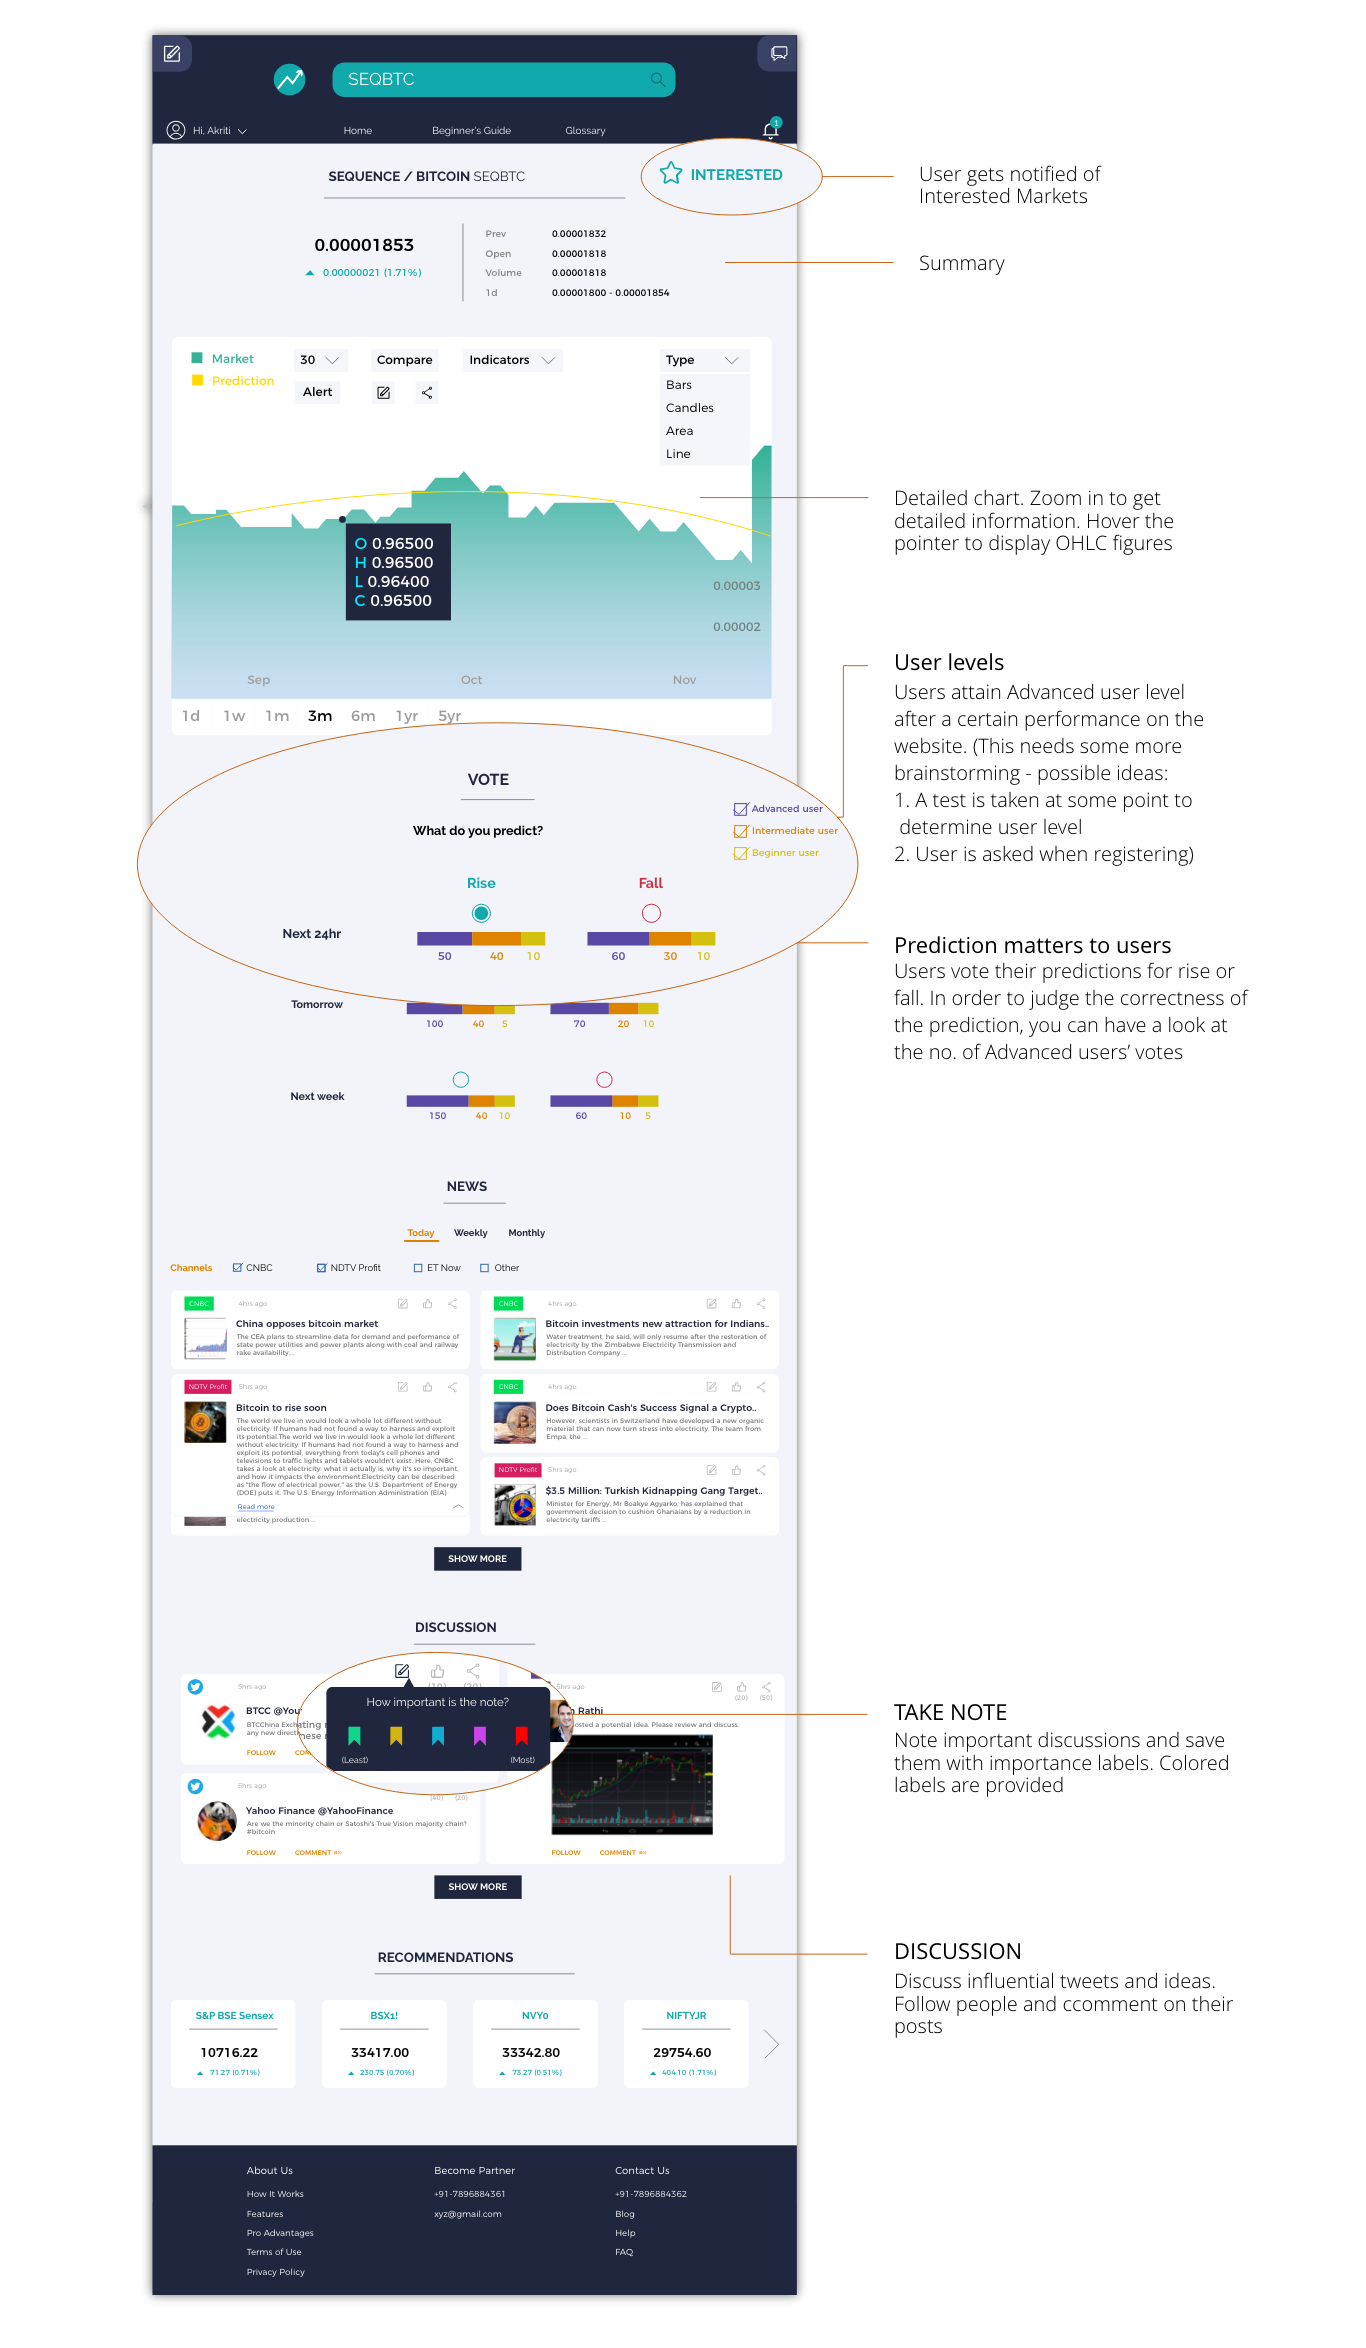 SEQBTC
Hi, Akriti
Home
Beginner's Guide
Glossary
1
SEQUENCE / BITCOIN SEQBTC
INTERESTED
User gets notified of
Interested Markets
0.00001853
0.00000021 (1.71%)
Prev 0.00001832
Open 0.00001818
Volume 0.00001818
1d 0.00001800 - 0.00001854
Summary
Market
Prediction
30
Compare
Indicators
Alert
Type
Bars
Candles
Area
Line
O 0.96500
H 0.96500
L 0.96400
C 0.96500
0.00003
0.00002
Sep
Oct
Nov
1d 1w 1m 3m 6m 1yr 5yr
Detailed chart. Zoom in to get
detailed information. Hover the
pointer to display OHLC figures
User levels
Users attain Advanced user level
after a certain performance on the
website. (This needs some more
brainstorming - possible ideas:
1. A test is taken at some point to
determine user level
2. User is asked when registering)
VOTE
What do you predict?
Advanced user
Intermediate user
Beginner user
Rise
Fall
Next 24hr
50 40 10
60 30 10
Tomorrow
100 40 5
70 20 10
Next week
150 40 10
60 10 5
Prediction matters to users
Users vote their predictions for rise or
fall. In order to judge the correctness of
the prediction, you can have a look at
the no. of Advanced users' votes
NEWS
Today
Weekly
Monthly
Channels
CNBC
NDTV Profit
ET Now
Other
CNBC
4hrs ago
China opposes bitcoin market
The CEA plans to streamline data for demand and performance of
state power utilities and power plants along with coal and railway
rake availability...
CNBC
4hrs ago
Bitcoin investments new attraction for Indians..
Water treatment, he said, will only resume after the restoration of
electricity by the Zimbabwe Electricity Transmission and
Distribution Company ...
NDTV Profit
5hrs ago
Bitcoin to rise soon
The world we live in would look a whole lot different without
electricity. If humans had not found a way to harness and exploit
its potential.The world we live in would look a whole lot different
without electricity. If humans had not found a way to harness and
exploit its potential, everything from today's cell phones and
televisions to traffic lights and tablets wouldn't exist. Here, CNBC
takes a look at electricity: what it actually is, why it's so important,
and how it impacts the environment.Electricity can be described
as "the flow of electrical power," as the U.S. Department of Energy
(DOE) puts it. The U.S. Energy Information Administration (EIA)
Read more
electricity production ...
CNBC
4hrs ago
Does Bitcoin Cash's Success Signal a Crypto..
However, scientists in Switzerland have developed a new organic
material that can now turn stress into electricity. The team from
Empa, the ...
NDTV Profit
5hrs ago
$3.5 Million: Turkish Kidnapping Gang Target..
Minister for Energy, Mr Boakye Agyarko, has explained that
government decision to cushion Ghanaians by a reduction in
electricity tariffs ...
SHOW MORE
DISCUSSION
5hrs ago
BTCC @You
BTCChina Exch
any new direct
FOLLOW
COM
How important is the note?
(Least)
(Most)
5hrs ago
(20)
(50)
Rathi
osted a potential idea. Please review and discuss.
FOLLOW
COMMENT
5hrs ago
(40)
(20)
Yahoo Finance @YahooFinance
Are we the minority chain or Satoshi's True Vision majority chain?
#bitcoin
FOLLOW
COMMENT
SHOW MORE
TAKE NOTE
Note important discussions and save
them with importance labels. Colored
labels are provided
DISCUSSION
Discuss influential tweets and ideas.
Follow people and ccomment on their
posts
RECOMMENDATIONS
S&P BSE Sensex
10716.22
71.27 (0.71%)
BSX1!
33417.00
230.75 (0.70%)
NVY0
33342.80
73.27 (0.51%)
NIFTYJR
29754.60
404.10 (1.71%)
About Us
How It Works
Features
Pro Advantages
Terms of Use
Privacy Policy
Become Partner
+91-7896884361
xyz@gmail.com
Contact Us
+91-7896884362
Blog
Help
FAQ